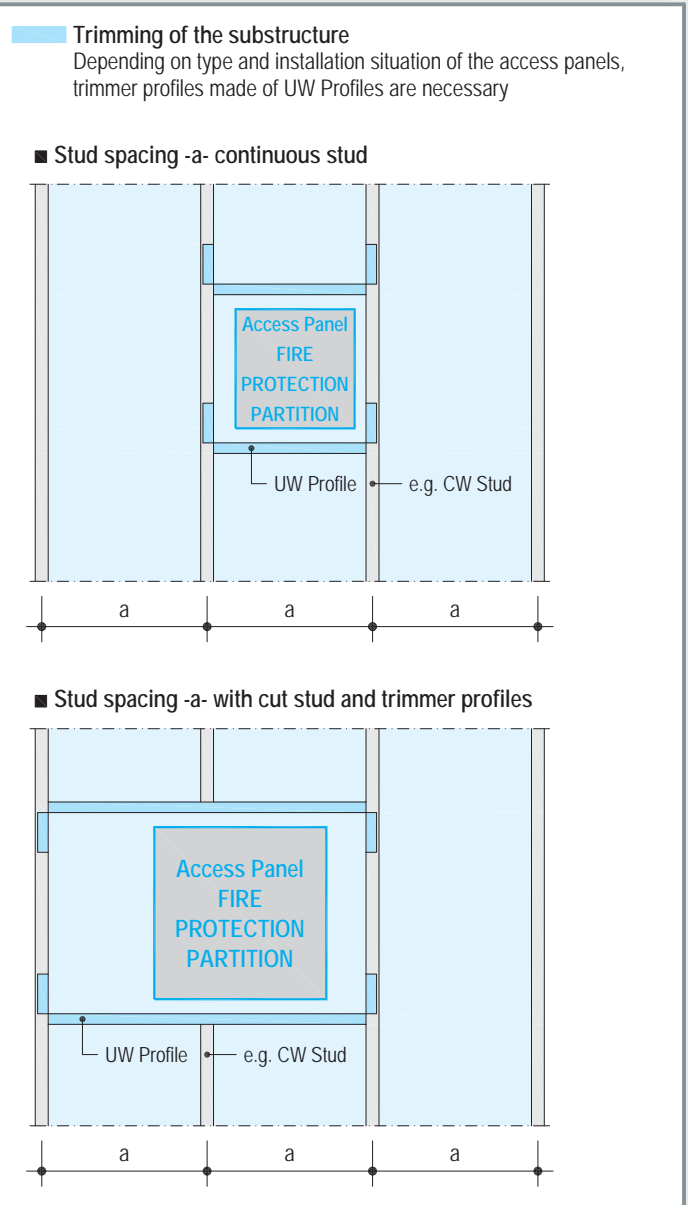 Trimming of the substructure
Depending on type and installation situation of the access panels,
trimmer profiles made of UW Profiles are necessary
Stud spacing -a- continuous stud
Access Panel
FIRE
PROTECTION
PARTITION
UW Profile
e.g. CW Stud
a
a
a
Stud spacing -a- with cut stud and trimmer profiles
Access Panel
FIRE
PROTECTION
PARTITION
UW Profile
e.g. CW Stud
a
a
a